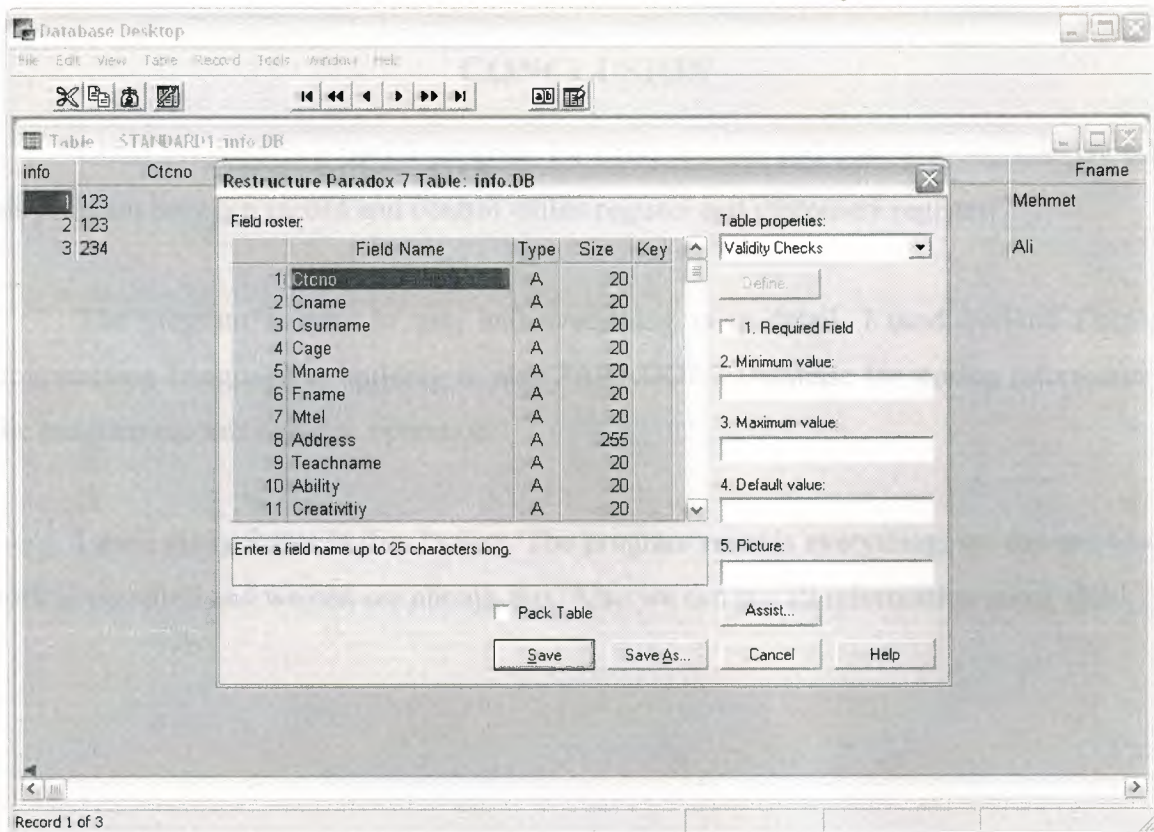 Database Desktop
File Edit View Table Record Tools Window Help
CONCLUSION
Table STANDARD1:info.DB
info Ctcno Fname
1 123 Mehmet
2 123
3 234 Ali
Restructure Paradox 7 Table: info.DB
Field roster: Table properties:
Field Name Type Size Key Validity Checks
1 Ctcno A 20
2 Cname A 20
3 Csurname A 20
4 Cage A 20
5 Mname A 20
6 Fname A 20
7 Mtel A 20
8 Address A 255
9 Teachname A 20
10 Ability A 20
11 Creativitiy A 20
Define...
1. Required Field
2. Minimum value:
3. Maximum value:
4. Default value:
5. Picture:
Enter a field name up to 25 characters long.
Pack Table
Assist...
Save Save As... Cancel Help
Record 1 of 3